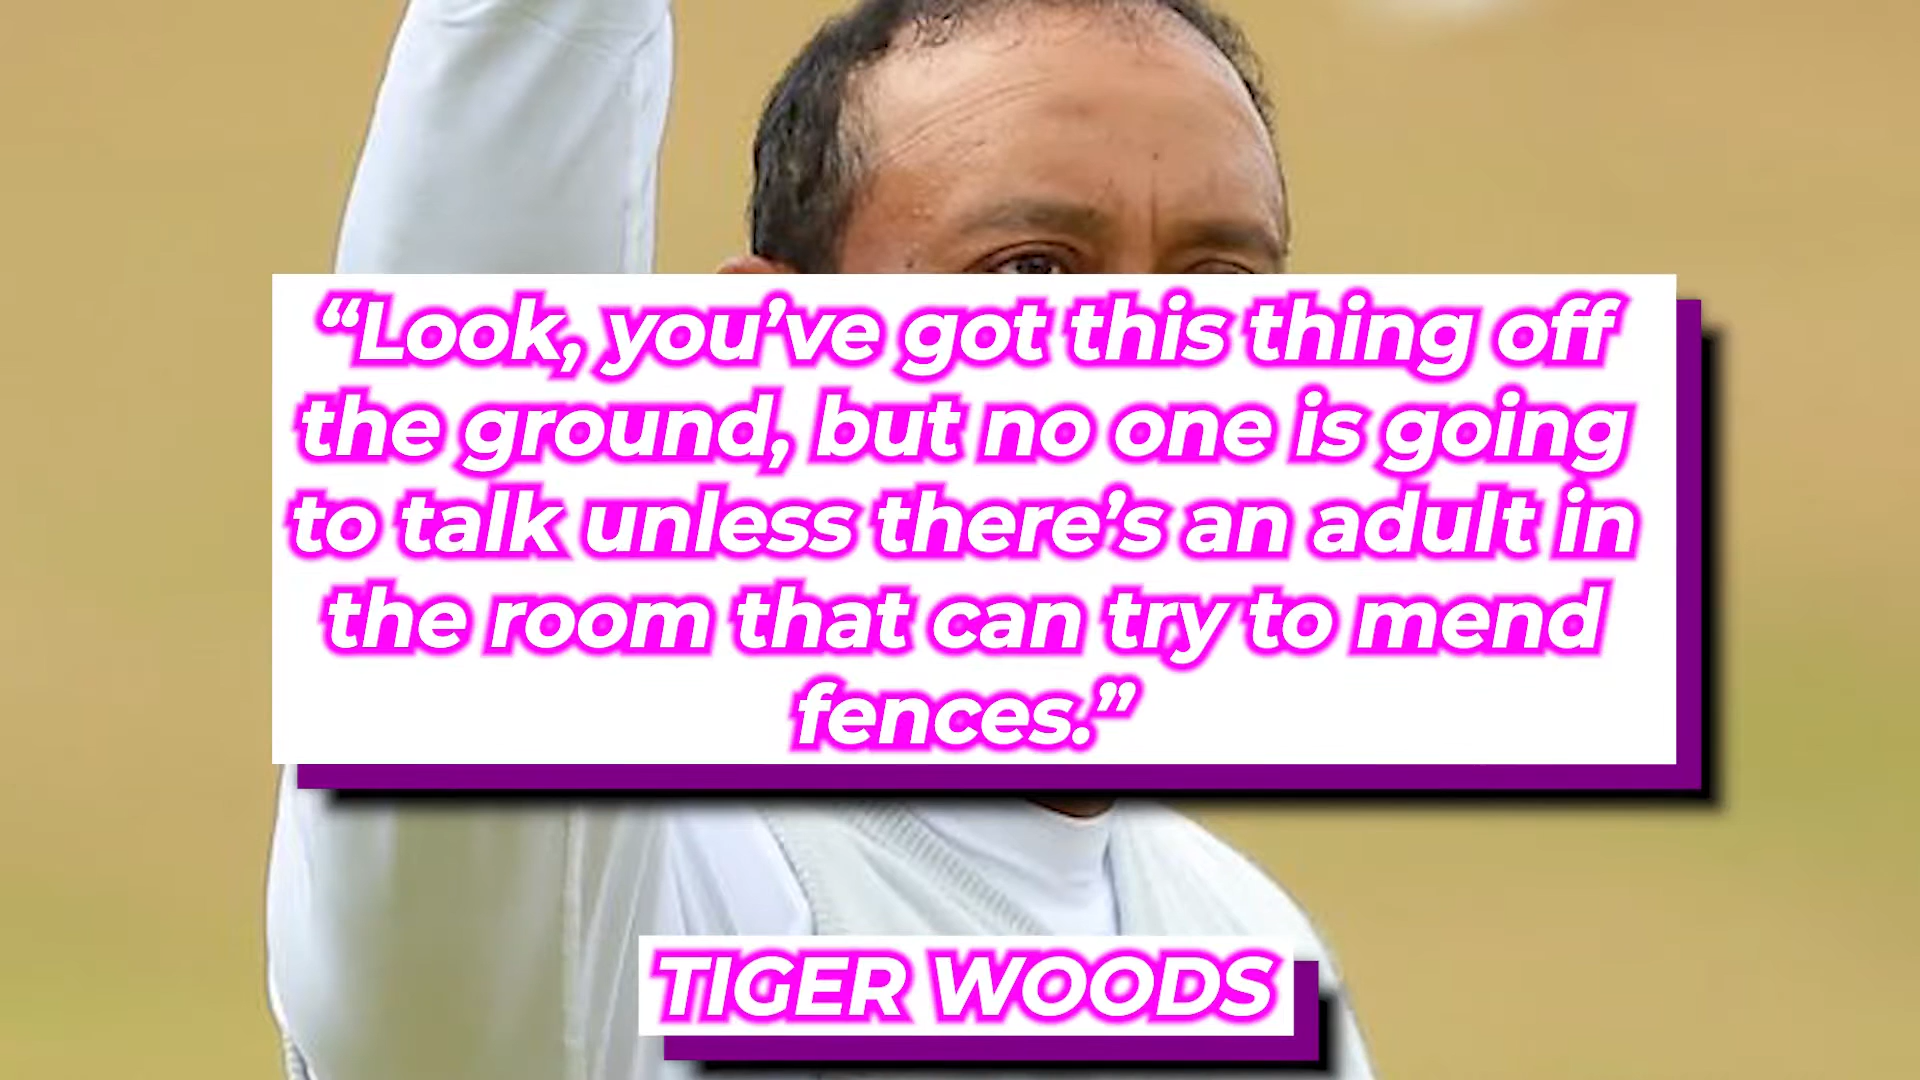 “Look, you’ve got this thing off
the ground, but no one is going
to talk unless there’s an adult in
the room that can try to mend
fences.”
TIGER WOODS